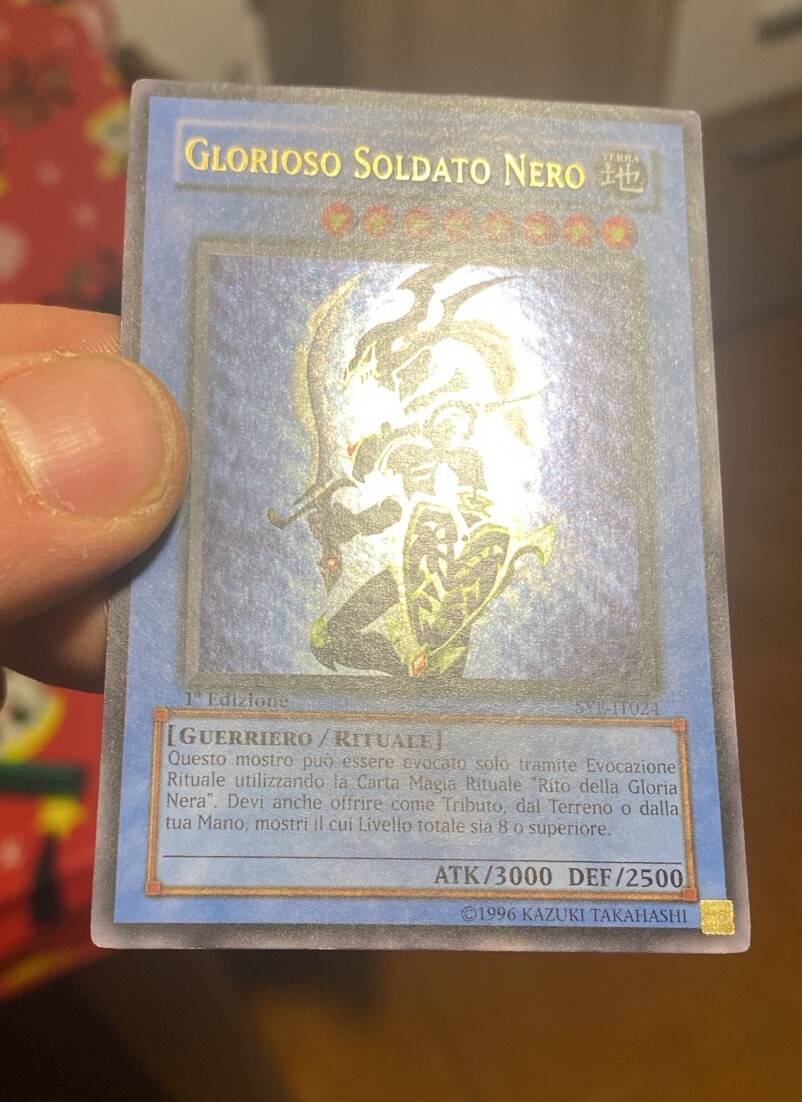 GLORIOSO SOLDATO NERO
TERRA
地
1ª Edizione
SYE-IT024
[GUERRIERO/RITUALE]
Questo mostro può essere evocato solo tramite Evocazione
Rituale utilizzando la Carta Magia Rituale "Rito della Gloria
Nera". Devi anche offrire come Tributo, dal Terreno o dalla
tua Mano, mostri il cui Livello totale sia 8 o superiore.
ATK/3000 DEF/2500
©1996 KAZUKI TAKAHASHI